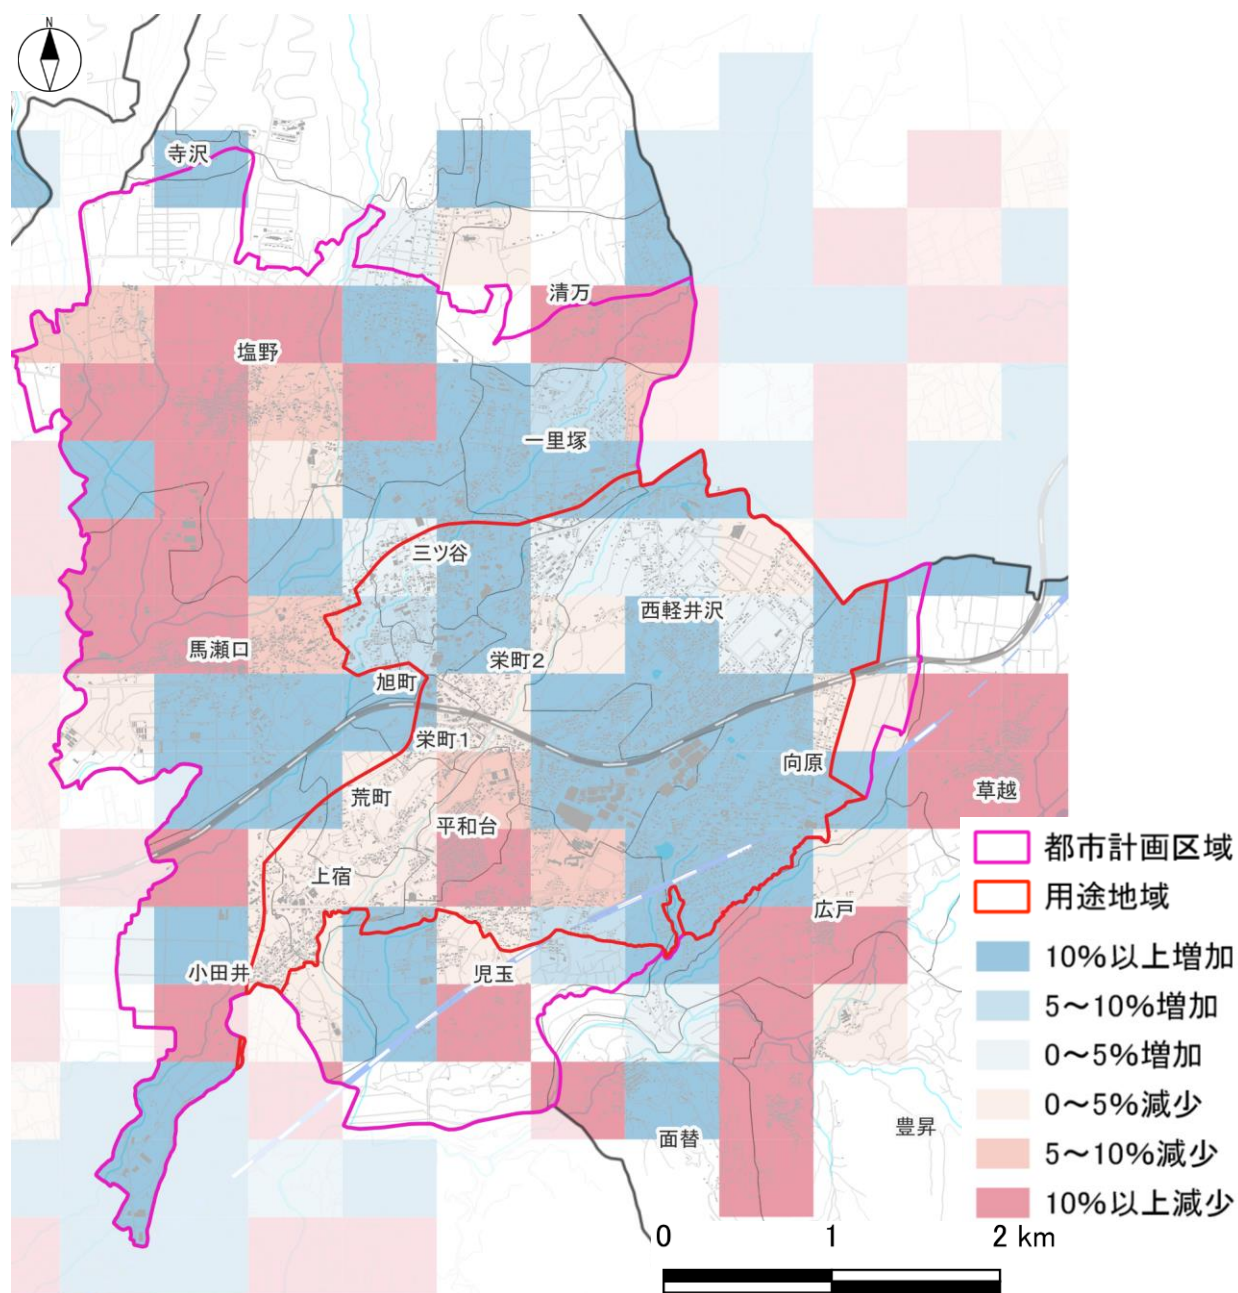 N
寺沢
清万
塩野
一里塚
三ツ谷
西軽井沢
馬瀬口
栄町2
旭町
栄町1
向原
荒町
草越
平和台
上宿
広戸
小田井
児玉
面替
豊昇
都市計画区域
用途地域
10%以上増加
5～10%増加
0～5%増加
0～5%減少
5～10%減少
10%以上減少
0 1 2 km